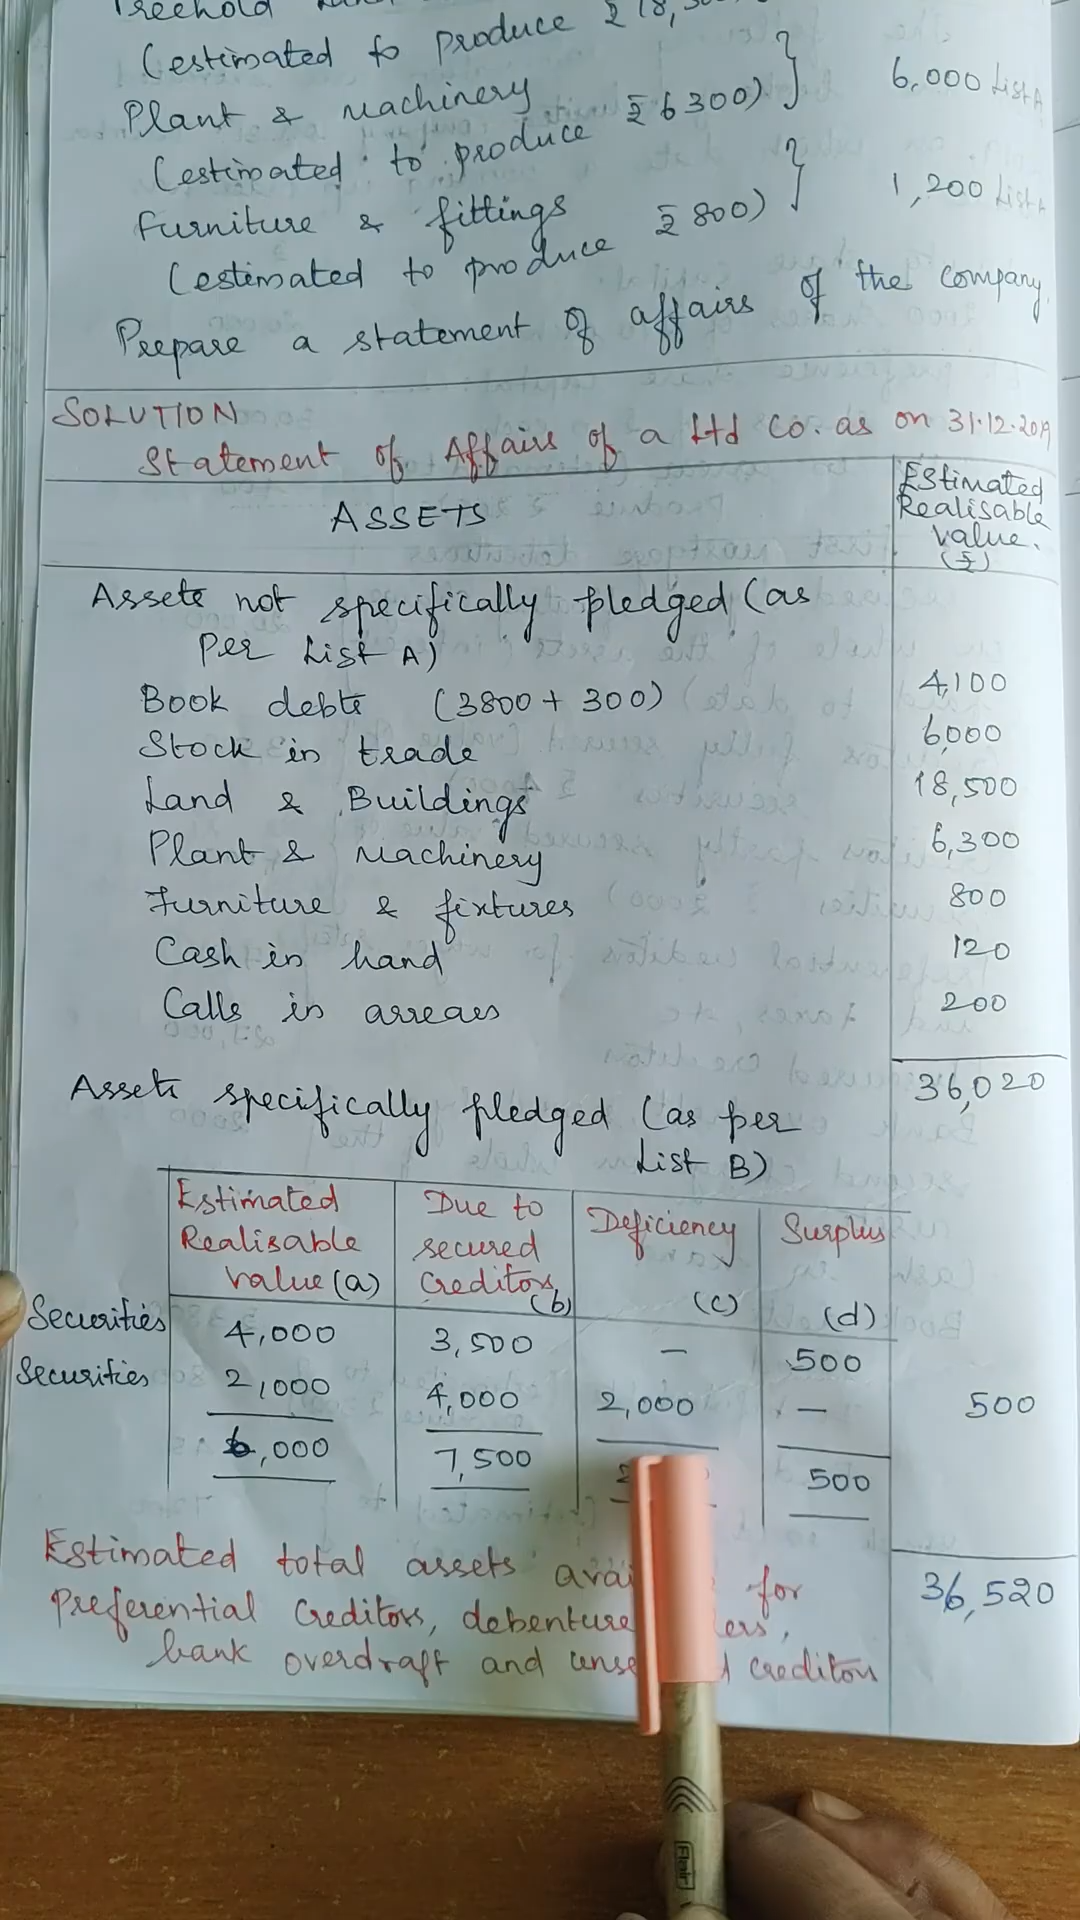 Freehold
(estimated to produce ₹ 18,
Plant & Machinery
6,000 List A
(estimated to produce ₹ 6300)
Furniture & fittings
1,200 List A
(estimated to produce ₹ 800)
Prepare a statement of affairs of the company.
SOLUTION
Statement of Affairs of a Ltd Co. as on 31.12.2019
ASSETS
Estimated
Realisable
value.
(₹)
Assets not specifically pledged (as
Per List A)
Book debts (3800 + 300) 4,100
Stock in trade 6,000
Land & Buildings 18,500
Plant & Machinery 6,300
Furniture & fixtures 800
Cash in hand 120
Calls in arrears 200
36,020
Assets specifically pledged (as per
List B)
Estimated
Realisable
value (a)
Due to
secured
Creditors
(b)
Deficiency
(c)
Surplus
(d)
Securities 4,000 3,500 – 500
Securities 2,000 4,000 2,000 – 500
6,000 7,500 500
Estimated total assets for 36,520
Preferential Creditors, debenture
bank overdraft and creditors
Flair